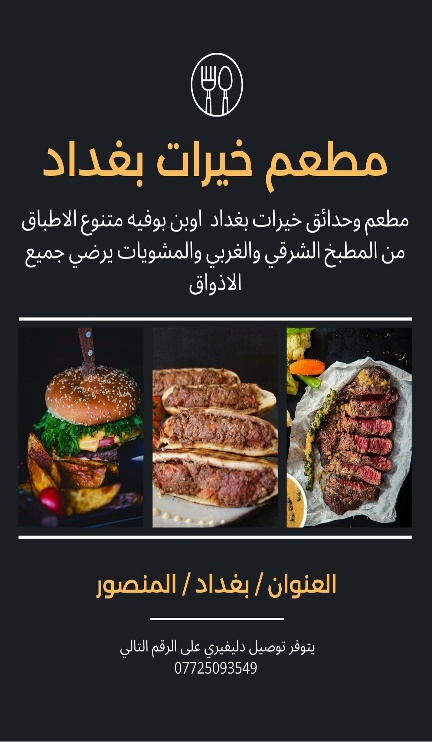 مطعم خيرات بغداد
مطعم وحدائق خيرات بغداد اوبن بوفيه متنوع الاطباق
من المطبخ الشرقي والغربي والمشويات يرضي جميع
الاذواق
العنوان / بغداد / المنصور
يتوفر توصيل دليفيري على الرقم التالي
07725093549